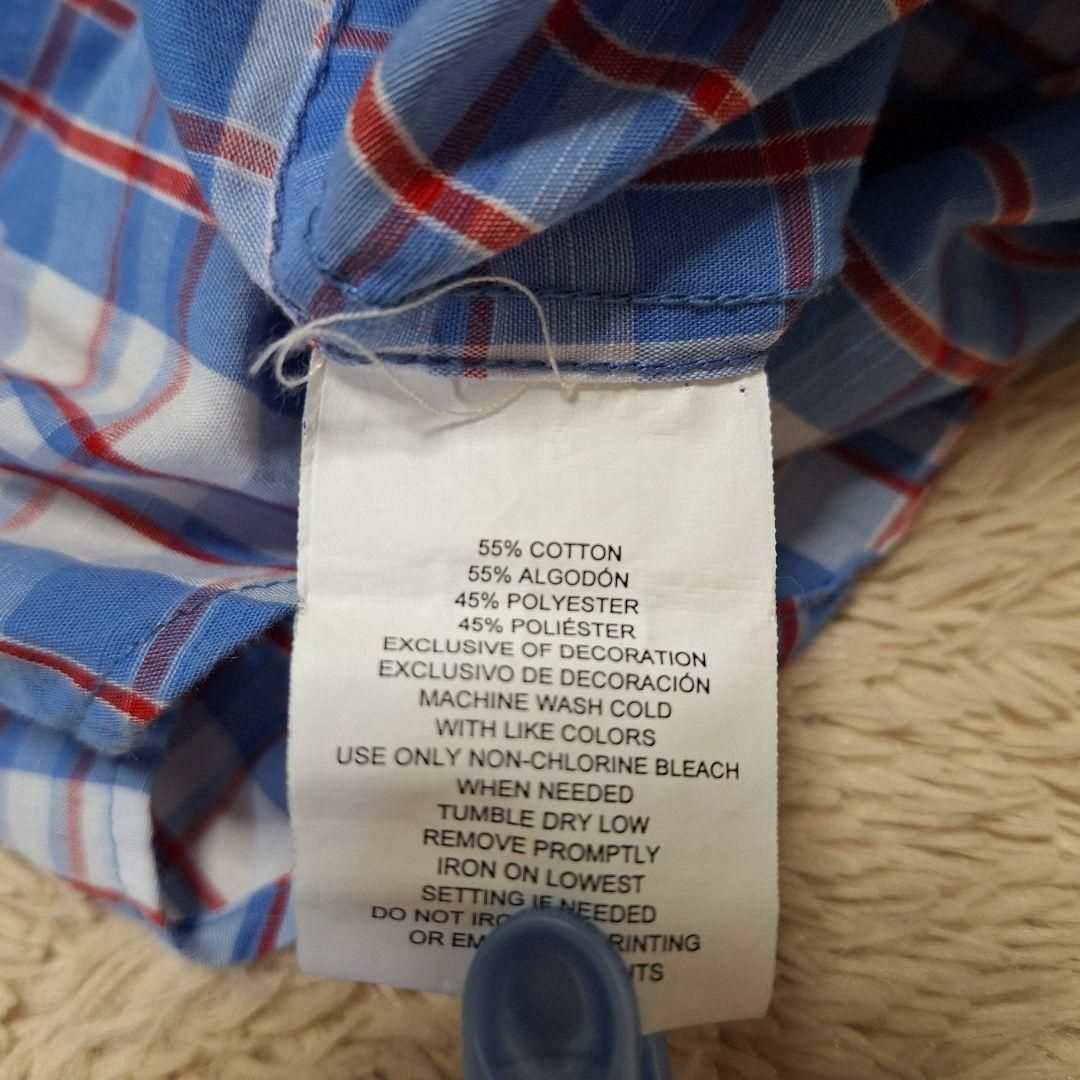 55% COTTON
55% ALGODÓN
45% POLYESTER
45% POLIÉSTER
EXCLUSIVE OF DECORATION
EXCLUSIVO DE DECORACIÓN
MACHINE WASH COLD
WITH LIKE COLORS
USE ONLY NON-CHLORINE BLEACH
WHEN NEEDED
TUMBLE DRY LOW
REMOVE PROMPTLY
IRON ON LOWEST
SETTING IF NEEDED
DO NOT
OR